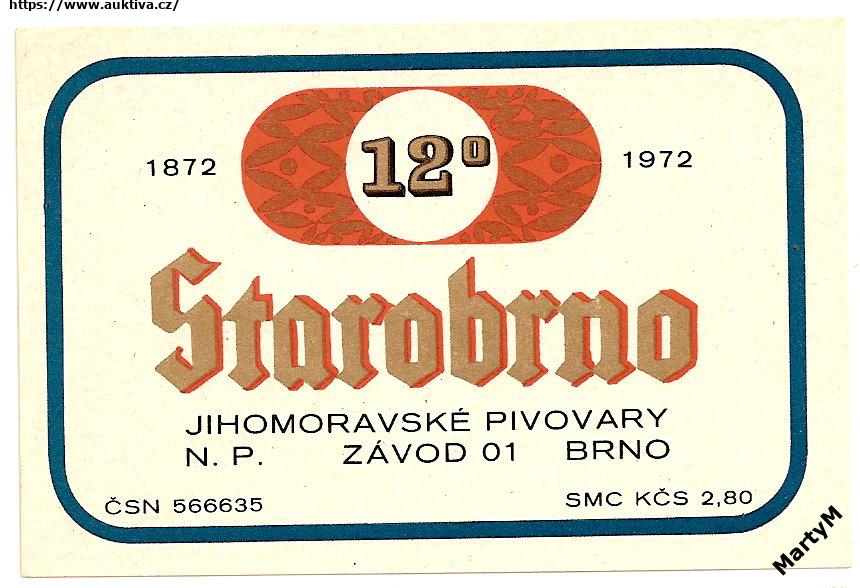 https://www.auktiva.cz/
12º
1872 1972
Starobrno
JIHOMORAVSKÉ PIVOVARY
N. P. ZÁVOD 01 BRNO
ČSN 566635 SMC KČS 2,80
MartyM